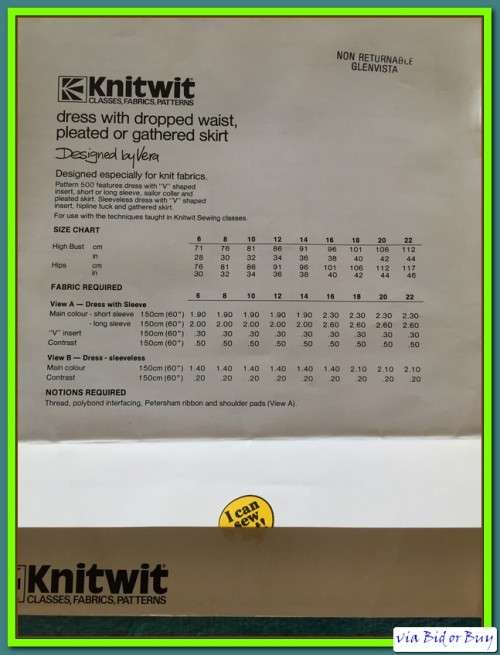 NON RETURNABLE
GLENVISTA
Knitwit
CLASSES, FABRICS, PATTERNS
dress with dropped waist,
pleated or gathered skirt
Designed by Vera
Designed especially for knit fabrics.
Pattern 500 features dress with "V" shaped
insert, short or long sleeve, sailor collar and
pleated skirt. Sleeveless dress with "V" shaped
insert, hipline tuck and gathered skirt.
For use with the techniques taught in Knitwit Sewing classes.
SIZE CHART
6 8 10 12 14 16 18 20 22
High Bust cm 71 76 81 86 91 96 101 106 112
in 28 30 32 34 36 38 40 42 44
Hips cm 76 81 86 91 96 101 106 112 117
in 30 32 34 36 38 40 42 44 46
FABRIC REQUIRED
6 8 10 12 14 16 18 20 22
View A — Dress with Sleeve
Main colour - short sleeve 150cm (60") 1.90 1.90 1.90 1.90 1.90 2.30 2.30 2.30 2.30
- long sleeve 150cm (60") 2.00 2.00 2.00 2.00 2.00 2.60 2.60 2.60 2.60
"V" insert 150cm (60") .30 .30 .30 .30 .30 .30 .30 .30 .30
Contrast 150cm (60") .50 .50 .50 .50 .50 .50 .50 .50 .50
View B — Dress - sleeveless
Main colour 150cm (60") 1.40 1.40 1.40 1.40 1.40 1.40 2.10 2.10 2.10
Contrast 150cm (60") .20 .20 .20 .20 .20 .20 .20 .20 .20
NOTIONS REQUIRED
Thread, polybond interfacing, Petersham ribbon and shoulder pads (View A).
I can
sew
Knitwit
CLASSES, FABRICS, PATTERNS
via Bid or Buy